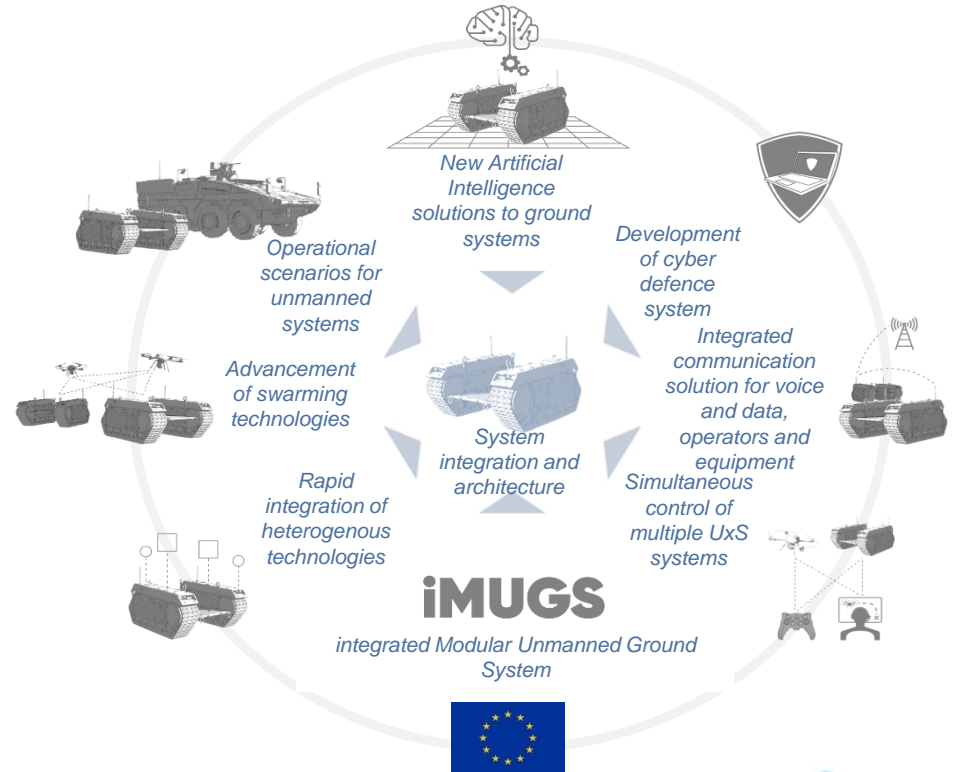 New Artificial
Intelligence
solutions to ground
systems
Development
of cyber
defence
system
Operational
scenarios for
unmanned
systems
Integrated
communication
solution for voice
and data,
operators and
equipment
Advancement
of swarming
technologies
System
integration and
architecture
Rapid
integration of
heterogenous
technologies
Simultaneous
control of
multiple UxS
systems
iMUGS
integrated Modular Unmanned Ground
System